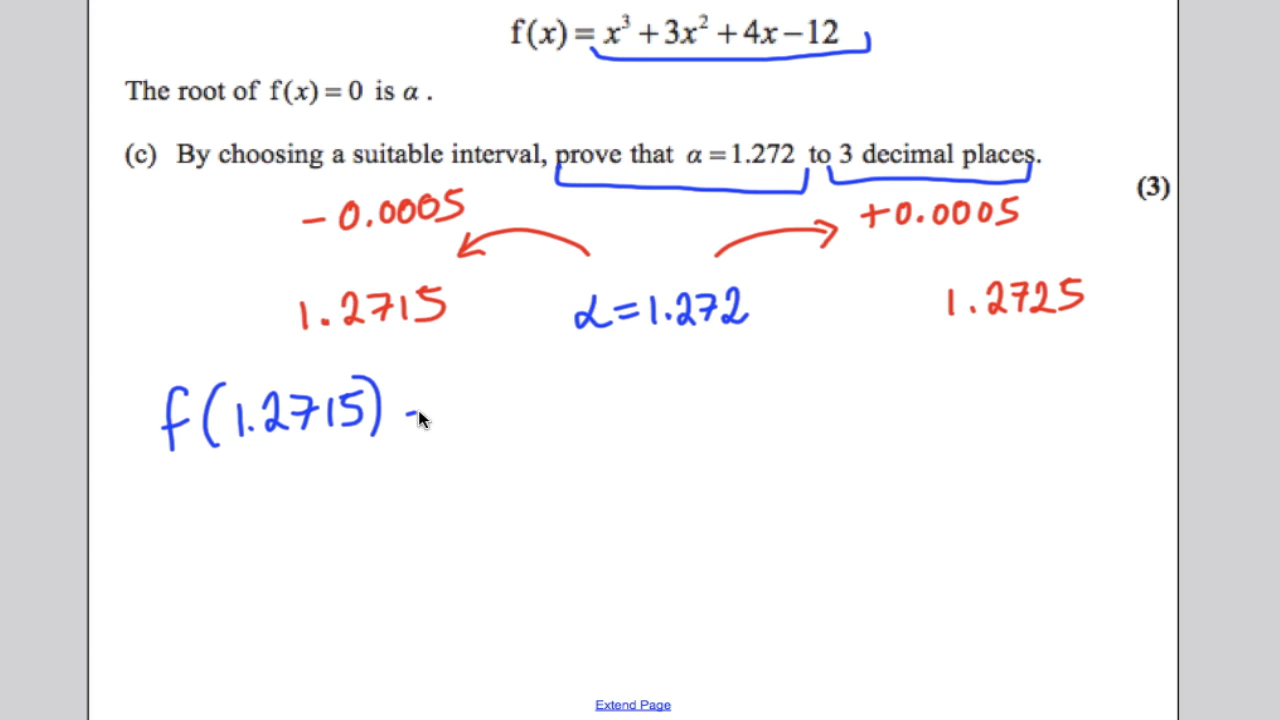 f(x) = x³ + 3x² + 4x − 12
The root of f(x) = 0 is α .
(c) By choosing a suitable interval, prove that α = 1.272 to 3 decimal places.
(3)
− 0.0005 +0.0005
1.2715 α = 1.272 1.2725
f(1.2715) -
Extend Page